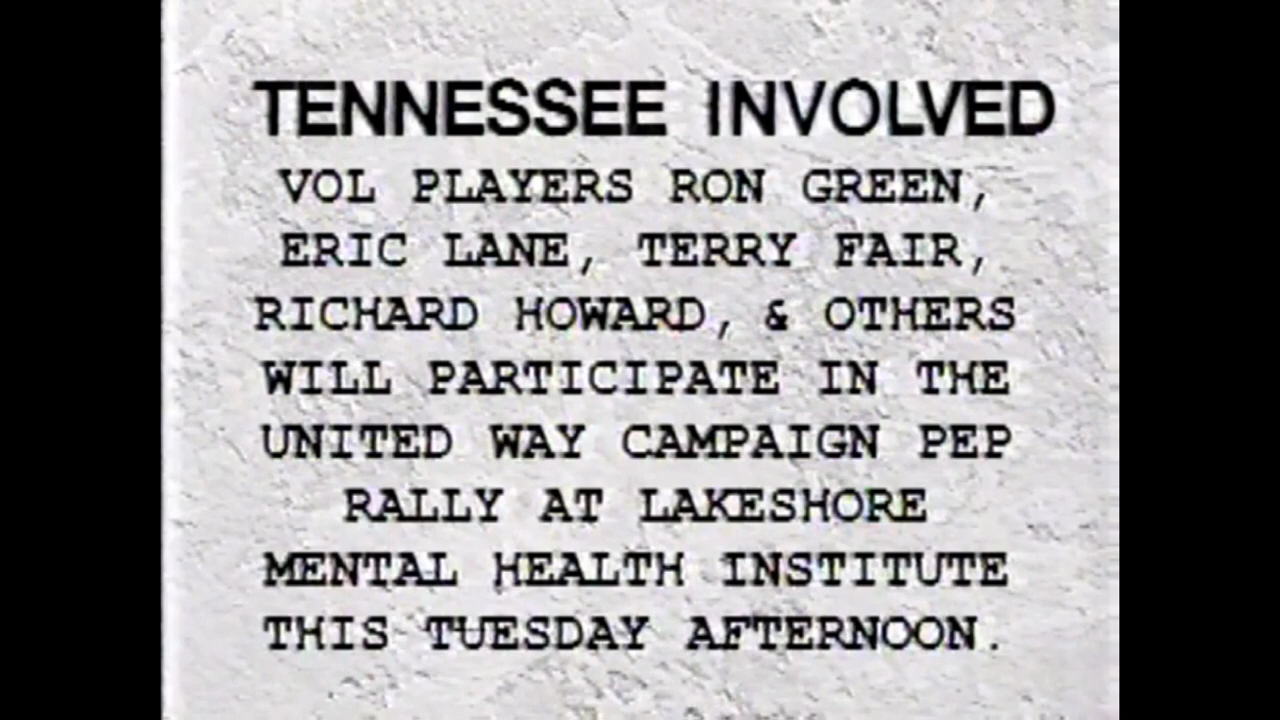 TENNESSEE INVOLVED
VOL PLAYERS RON GREEN,
ERIC LANE, TERRY FAIR,
RICHARD HOWARD, & OTHERS
WILL PARTICIPATE IN THE
UNITED WAY CAMPAIGN PEP
RALLY AT LAKESHORE
MENTAL HEALTH INSTITUTE
THIS TUESDAY AFTERNOON.